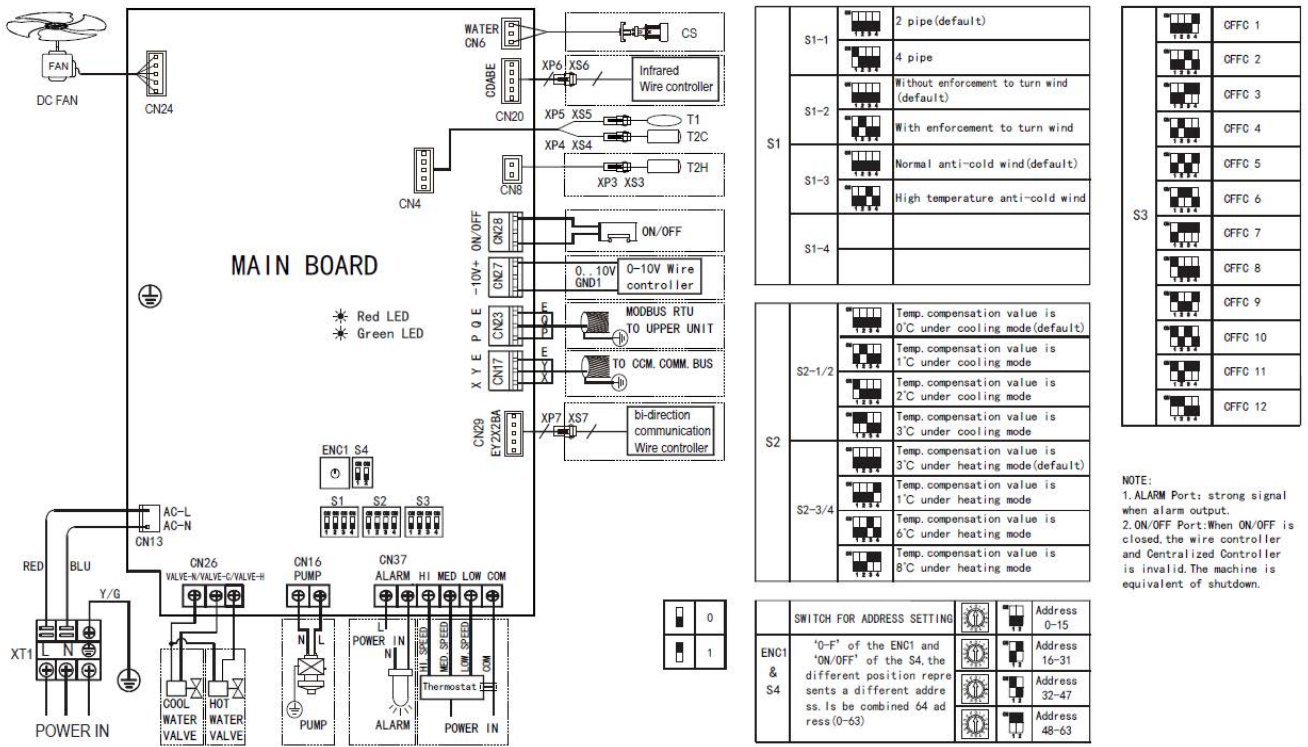 FAN
DC FAN
CN24
WATER
CN6
CS
CDABE
CN20
XP6 XS6
Infrared
Wire controller
XP5 XS5
T1
T2C
XP4 XS4
CN4
CN8
T2H
XP3 XS3
ON/OFF
CN28
ON/OFF
-10V+
CN27
0..10V
GND1
0-10V Wire
controller
P Q E
CN23
E
Q
P
MODBUS RTU
TO UPPER UNIT
X Y E
CN17
E
Y
X
TO CCM. COMM. BUS
CN29
EY2X2BA
XP7 XS7
bi-direction
communication
Wire controller
MAIN BOARD
Red LED
Green LED
ENC1 S4
S1 S2 S3
AC-L
AC-N
CN13
RED
BLU
Y/G
XT1
L N
POWER IN
CN26
VALVE-N/VALVE-C/VALVE-H
COOL
WATER
VALVE
HOT
WATER
VALVE
CN16
PUMP
N L
PUMP
CN37
ALARM HI MED LOW COM
L
POWER IN
N
ALARM
HI.SPEED
MED.SPEED
LOW.SPEED
COM
Thermostat
POWER IN
0
1
S1
S1-1
2 pipe(default)
4 pipe
S1-2
Without enforcement to turn wind
(default)
With enforcement to turn wind
S1-3
Normal anti-cold wind(default)
High temperature anti-cold wind
S1-4
S2
S2-1/2
Temp.compensation value is
0°C under cooling mode(default)
Temp.compensation value is
1°C under cooling mode
Temp.compensation value is
2°C under cooling mode
Temp.compensation value is
3°C under cooling mode
S2-3/4
Temp.compensation value is
3°C under heating mode(default)
Temp.compensation value is
1°C under heating mode
Temp.compensation value is
6°C under heating mode
Temp.compensation value is
8°C under heating mode
ENC1
&
S4
SWITCH FOR ADDRESS SETTING
'0-F' of the ENC1 and
'ON/OFF' of the S4,the
different position repre
sents a different addre
ss. Is be combined 64 ad
ress(0-63)
Address
0-15
Address
16-31
Address
32-47
Address
48-63
S3
CFFC 1
CFFC 2
CFFC 3
CFFC 4
CFFC 5
CFFC 6
CFFC 7
CFFC 8
CFFC 9
CFFC 10
CFFC 11
CFFC 12
NOTE:
1. ALARM Port: strong signal
when alarm output.
2. ON/OFF Port:When ON/OFF is
closed, the wire controller
and Centralized Controller
is invalid. The machine is
equivalent of shutdown.